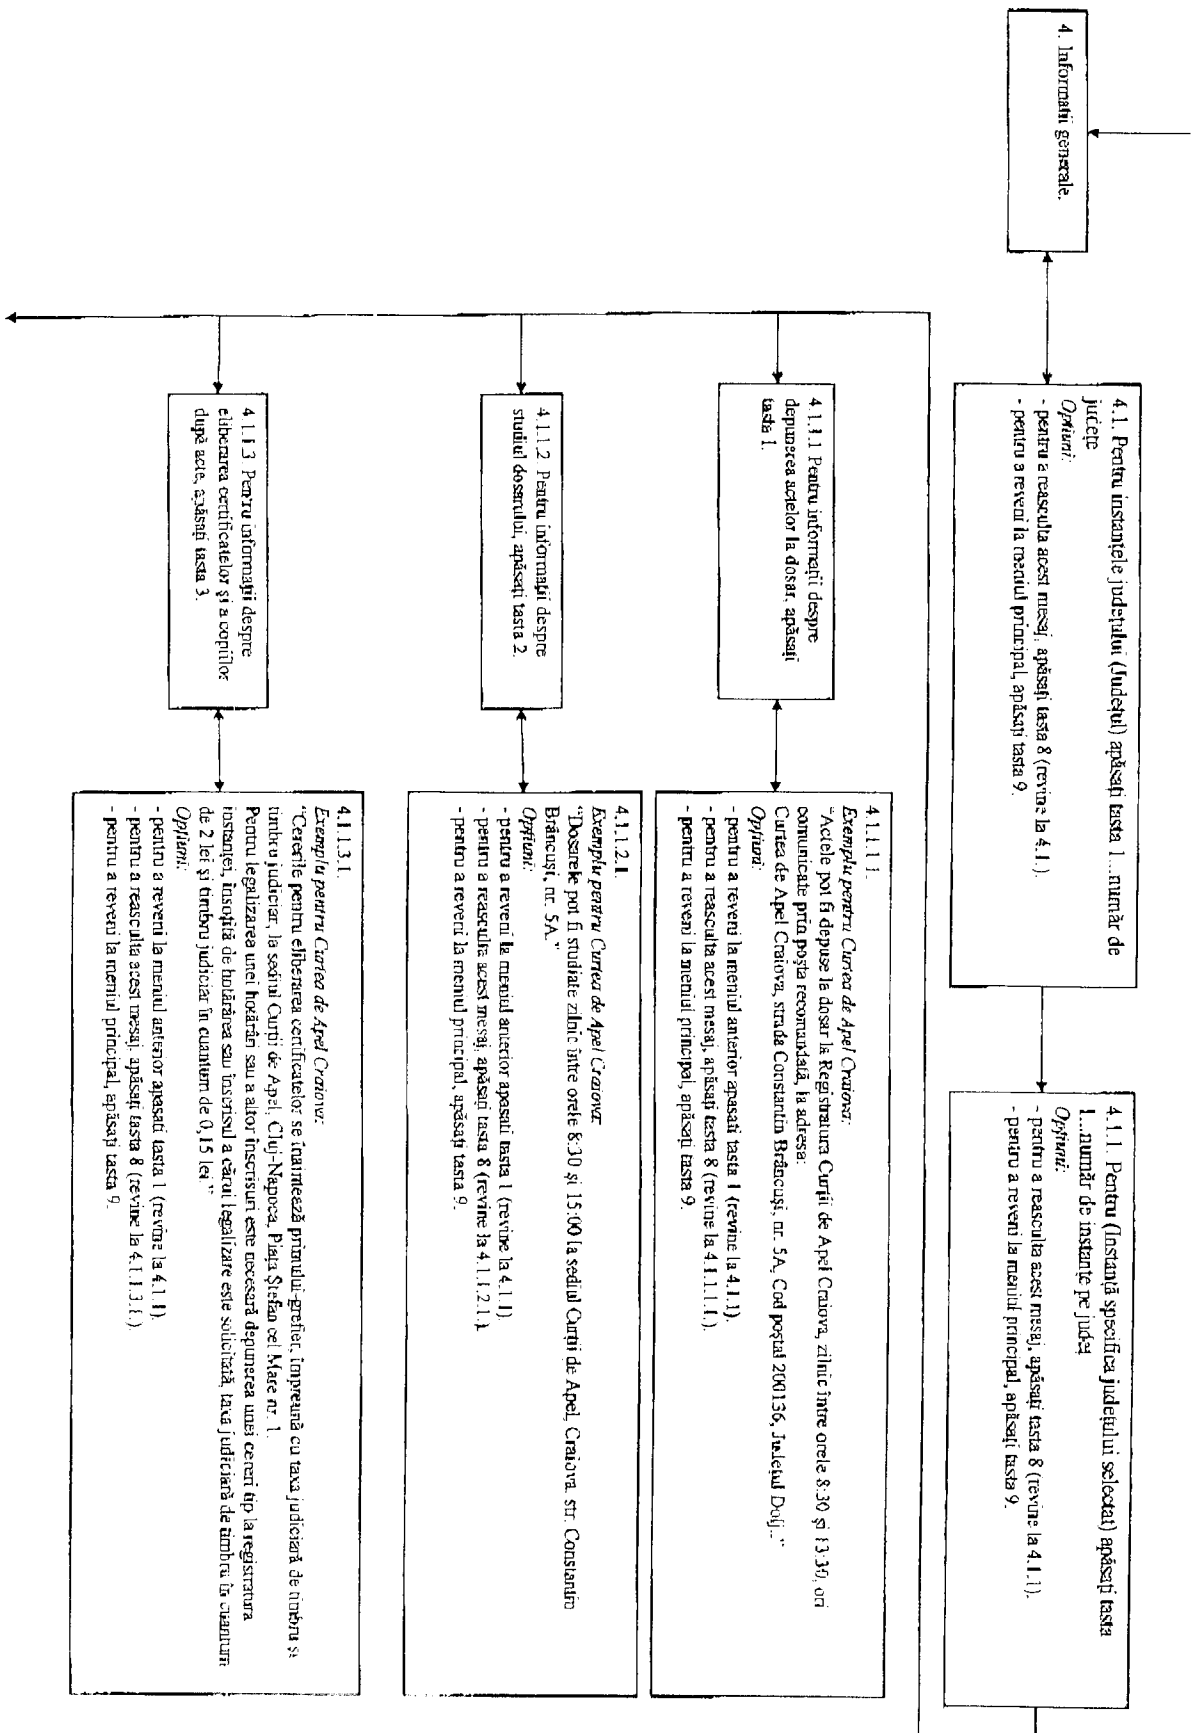 4. Informatii generale.
4.1. Pentru instanțele județului (Județul) apăsați tasta 1...număr de
județe
Opțiuni:
- pentru a reasculta acest mesaj, apăsați tasta 8 (revine la 4.1.).
- pentru a reveni la meniul principal, apăsați tasta 9.
4.1.1. Pentru (Instanță specifica județului selectat) apăsați tasta
1...număr de instanțe pe județ
Opțiuni:
- pentru a reasculta acest mesaj, apăsați tasta 8 (revine la 4.1.1).
- pentru a reveni la meniul principal, apăsați tasta 9.
4.1.1.1 Pentru informații despre
depunerea actelor la dosar, apăsați
tasta 1.
4.1.1.1.1.
Exemplu pentru Curtea de Apel Craiova:
"Actele pot fi depuse la dosar la Registratura Curții de Apel Craiova, zilnic între orele 8:30 și 13:30, ori
comunicate prin poșta recomandată, la adresa:
Curtea de Apel Craiova, strada Constantin Brâncuși, nr. 5A, Cod poștal 200136, Județul Dolj.."
Opțiuni:
- pentru a reveni la meniul anterior apasati tasta 1 (revine la 4.1.1).
- pentru a reasculta acest mesaj, apăsați tasta 8 (revine la 4.1.1.1.1.).
- pentru a reveni la meniul principal, apăsați tasta 9.
4.1.1.2 Pentru informații despre
studiul dosarului, apăsați tasta 2.
4.1.1.2.1.
Exemplu pentru Curtea de Apel Craiova:
"Dosarele pot fi studiate zilnic între orele 8:30 și 15:00 la sediul Curții de Apel, Craiova, str. Constantin
Brâncuși, nr. 5A."
Opțiuni:
- pentru a reveni la meniul anterior apasati tasta 1 (revine la 4.1.1).
- pentru a reasculta acest mesaj, apăsați tasta 8 (revine la 4.1.1.2.1.).
- pentru a reveni la meniul principal, apăsați tasta 9.
4.1.1.3 Pentru informații despre
eliberarea certificatelor și a copiilor
după acte, apăsați tasta 3.
4.1.1.3.1.
Exemplu pentru Curtea de Apel Craiova:
"Cererile pentru eliberarea certificatelor se înaintează primului-grefier, împreună cu taxa judiciară de timbru și
timbru judiciar, la sediul Curții de Apel, Cluj-Napoca, Piața Ștefan cel Mare nr. 1.
Pentru legalizarea unei hotărâri sau a altor înscrisuri este necesară depunerea unei cereri tip la registratura
instanței, însoțită de hotărârea sau înscrisul a cărui legalizare este solicitată, taxa judiciară de timbru în cuantum
de 2 lei și timbru judiciar în cuantum de 0,15 lei."
Opțiuni:
- pentru a reveni la meniul anterior apasati tasta 1 (revine la 4.1.1).
- pentru a reasculta acest mesaj, apăsați tasta 8 (revine la 4.1.1.3.1.).
- pentru a reveni la meniul principal, apăsați tasta 9.